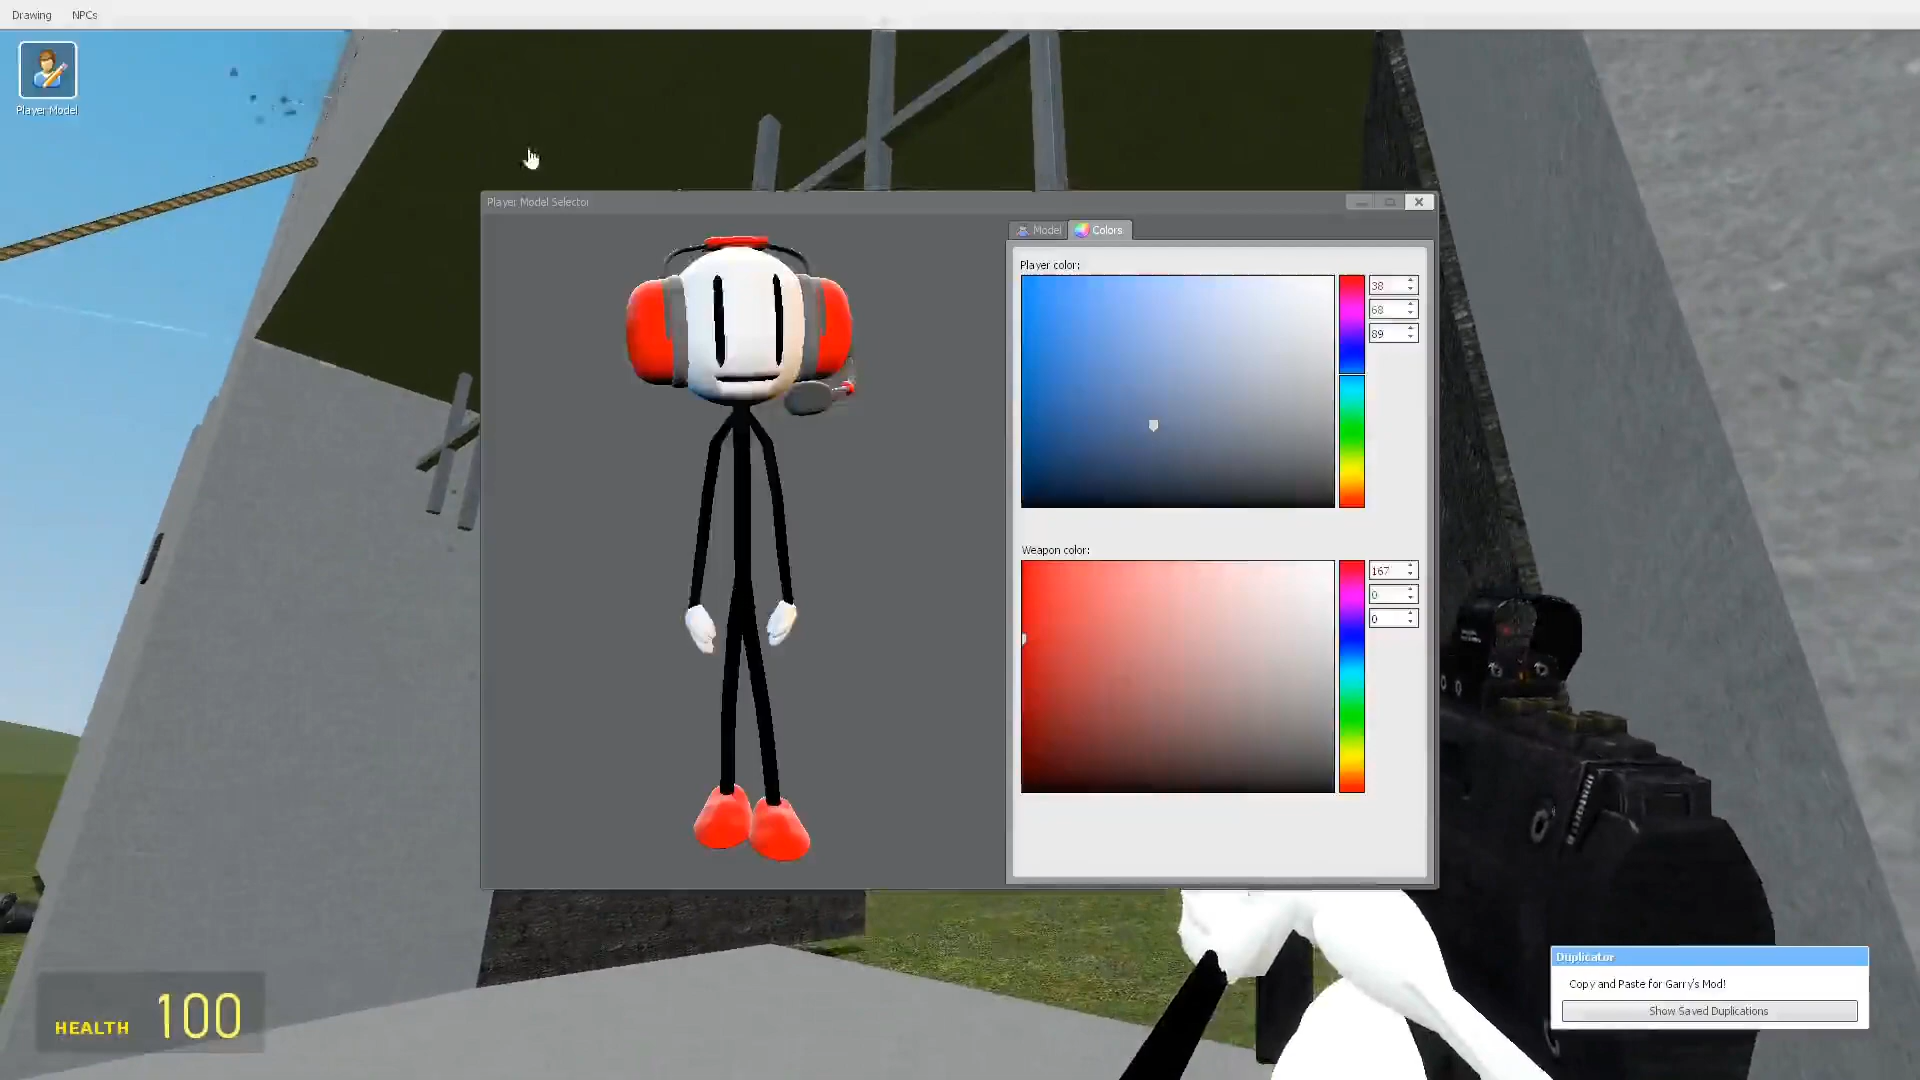 Drawing NPCs
Player Model
Player Model Selector
Model Colors
Player color:
38
68
89
Weapon color:
167
0
0
HEALTH 100
Duplicator
Copy and Paste for Garry's Mod!
Show Saved Duplications